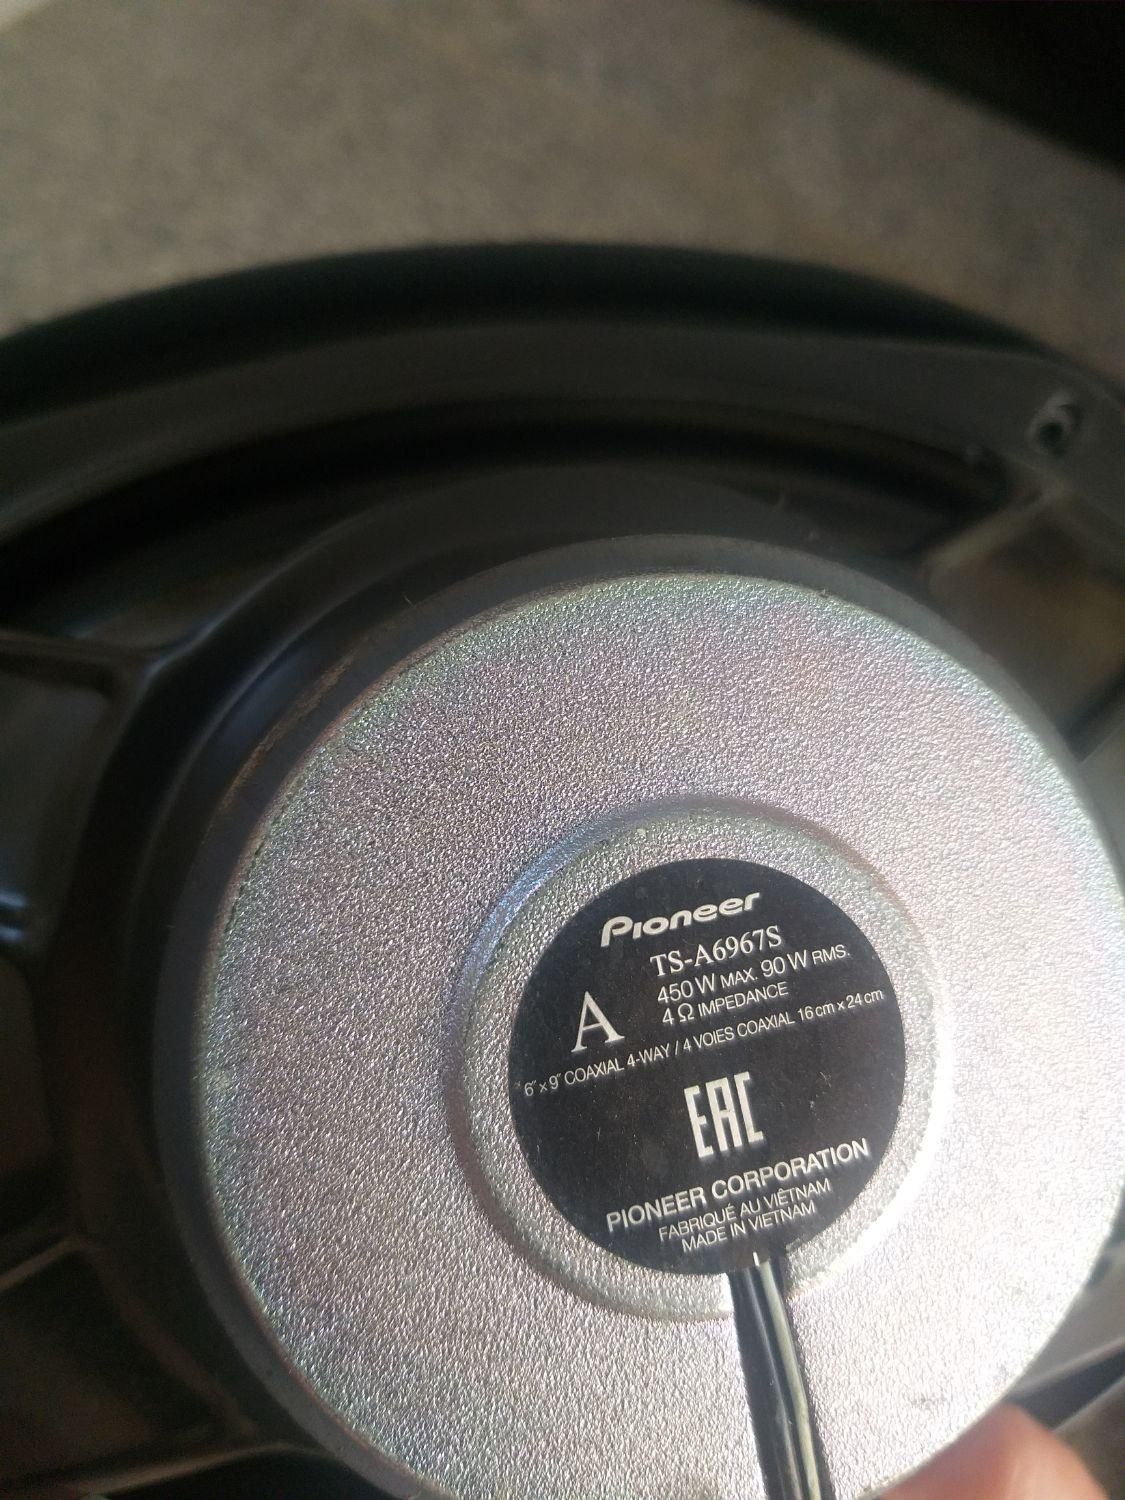 Pioneer
TS-A6967S
450 W MAX. 90 W RMS.
4 Ω IMPEDANCE
A
6" x 9" COAXIAL 4-WAY / 4 VOIES COAXIAL 16 cm x 24 cm
EAC
PIONEER CORPORATION
FABRIQUÉ AU VIÊTNAM
MADE IN VIETNAM